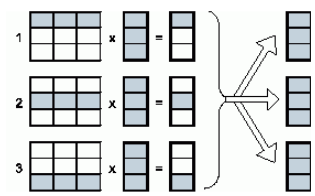 1 x =
2 x =
3 x =